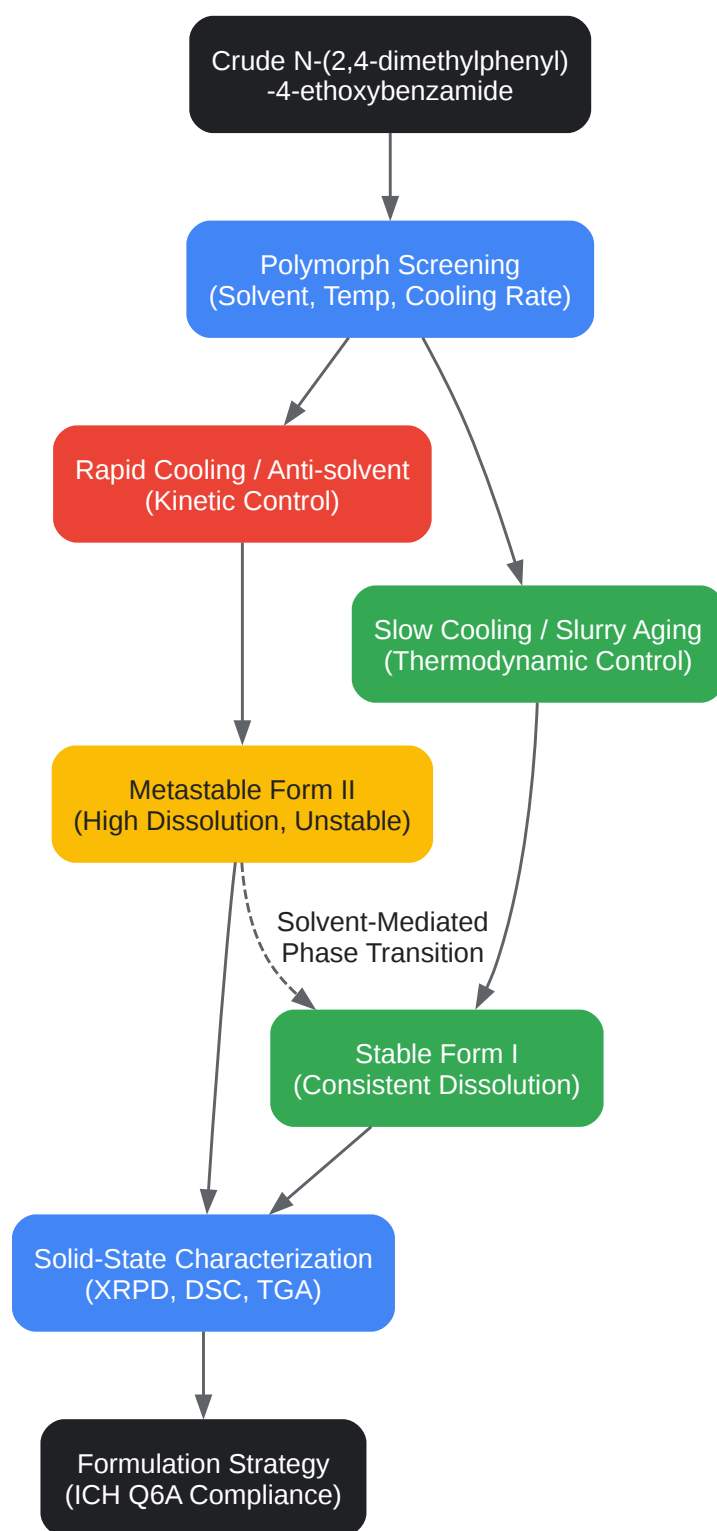 Crude N-(2,4-dimethylphenyl)
-4-ethoxybenzamide
Polymorph Screening
(Solvent, Temp, Cooling Rate)
Rapid Cooling / Anti-solvent
(Kinetic Control)
Slow Cooling / Slurry Aging
(Thermodynamic Control)
Metastable Form II
(High Dissolution, Unstable)
Solvent-Mediated
Phase Transition
Stable Form I
(Consistent Dissolution)
Solid-State Characterization
(XRPD, DSC, TGA)
Formulation Strategy
(ICH Q6A Compliance)